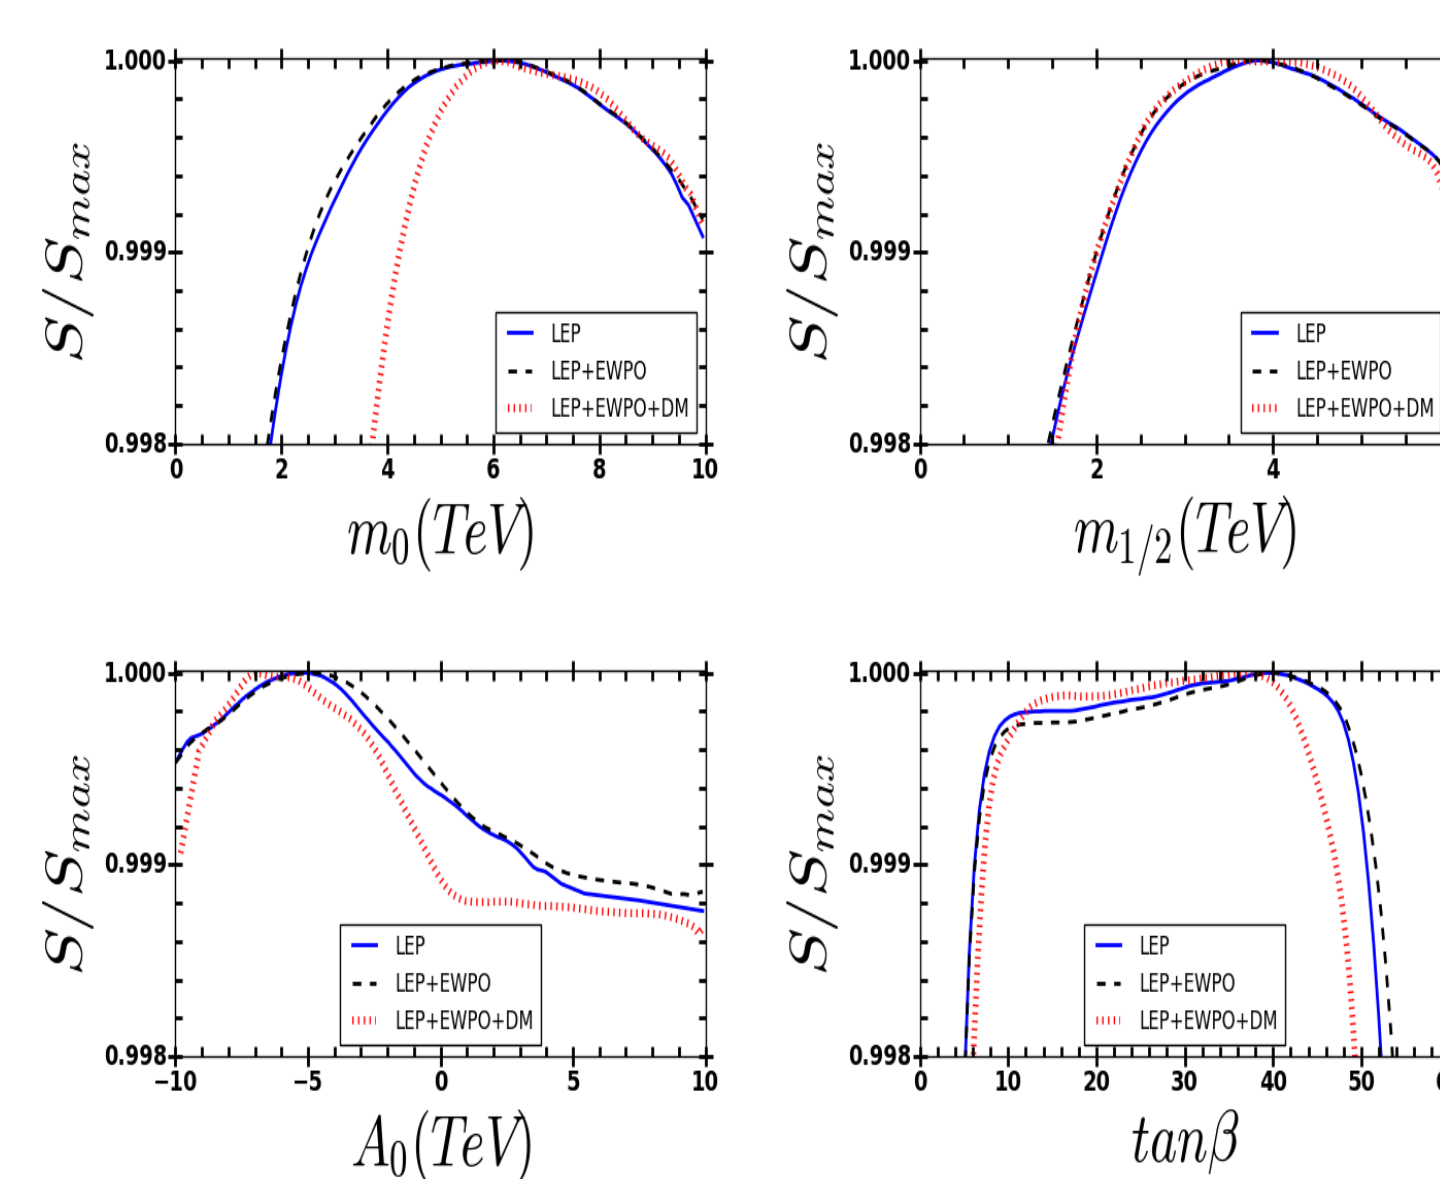 1.000
0.999
0.998
S/S_max
0 2 4 6 8 10
m_0(TeV)
LEP
LEP+EWPO
LEP+EWPO+DM
1.000
0.999
0.998
S/S_max
0 2 4
m_1/2(TeV)
LEP
LEP+EWPO
LEP+EWPO+DM
1.000
0.999
0.998
S/S_max
−10 −5 0 5 10
A_0(TeV)
LEP
LEP+EWPO
LEP+EWPO+DM
1.000
0.999
0.998
S/S_max
0 10 20 30 40 50
tanβ
LEP
LEP+EWPO
LEP+EWPO+DM